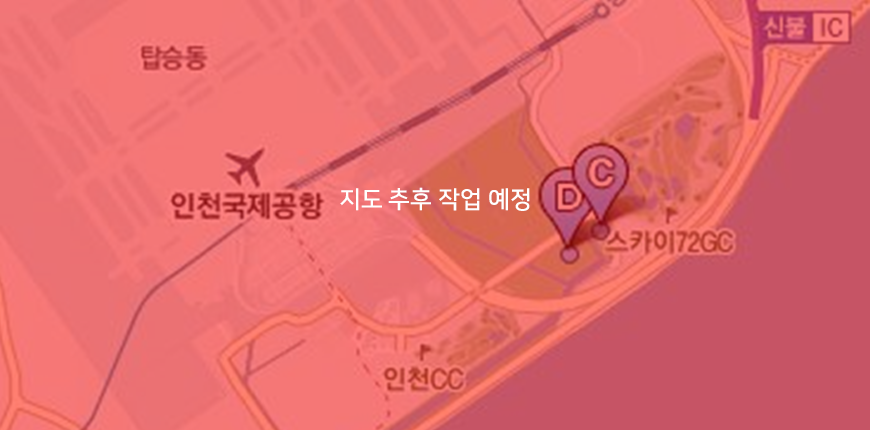 신불 IC
탑승동
인천국제공항
지도 추후 작업 예정
D
C
스카이72GC
인천CC